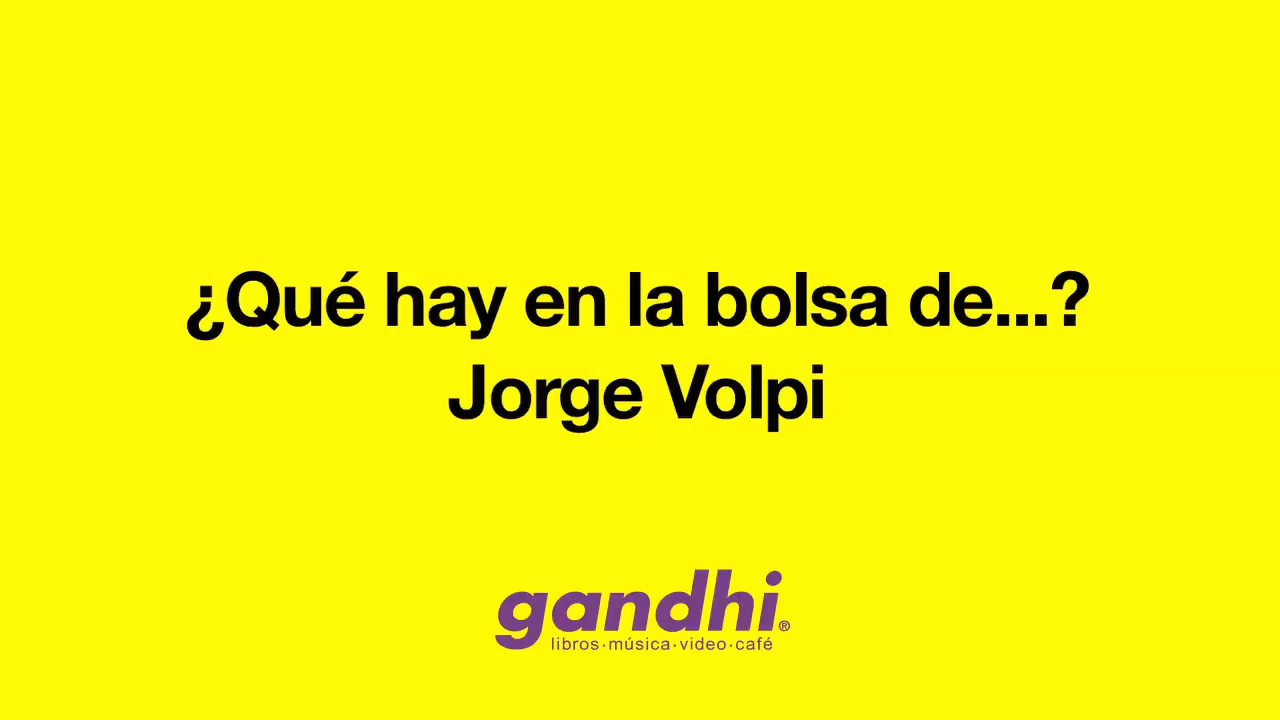 ¿Qué hay en la bolsa de...?
Jorge Volpi
gandhi®
libros·música·video·café